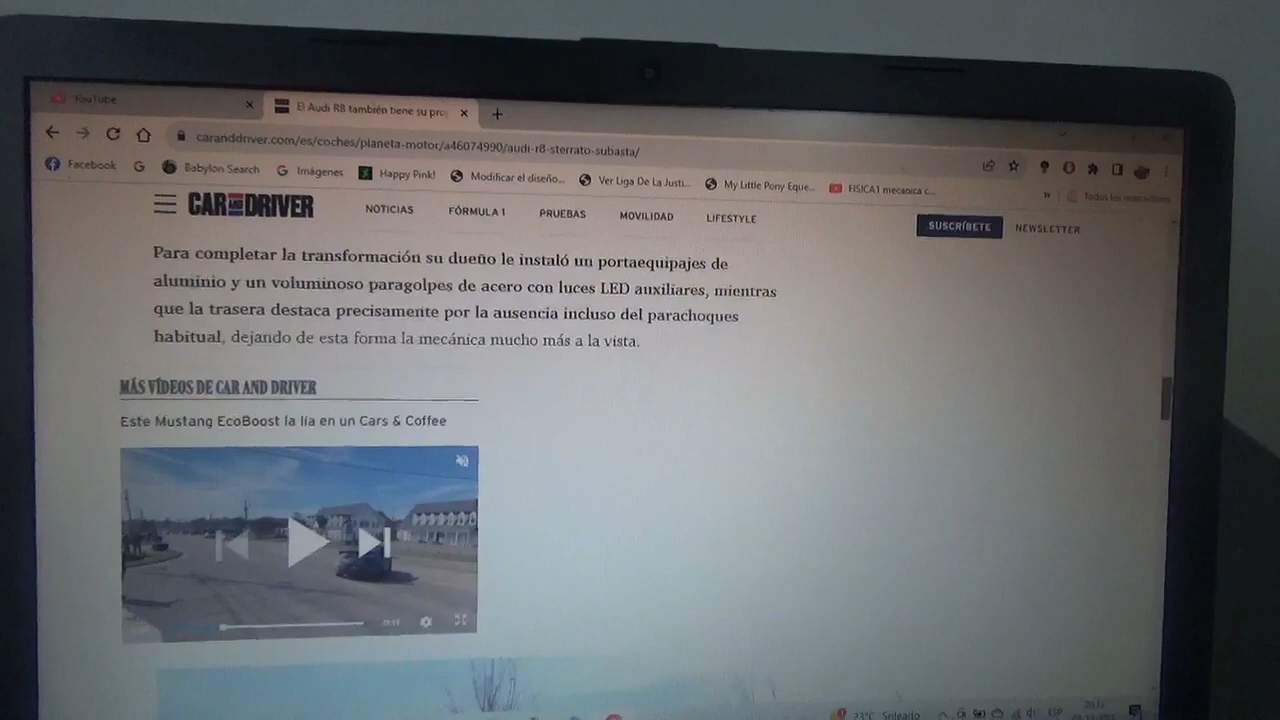 YouTube
El Audi R8 también tiene su pro
caranddriver.com/es/coches/planeta-motor/a46074990/audi-r8-sterrato-subasta/
Facebook
Babylon Search
Imágenes
Happy Pink!
Modificar el diseño...
Ver Liga De La Justi...
My Little Pony Eque...
FISICA1 mecanica c...
»
Todos los marcadores
CAR AND DRIVER
NOTICIAS
FÓRMULA 1
PRUEBAS
MOVILIDAD
LIFESTYLE
SUSCRÍBETE
NEWSLETTER
Para completar la transformación su dueño le instaló un portaequipajes de
aluminio y un voluminoso paragolpes de acero con luces LED auxiliares, mientras
que la trasera destaca precisamente por la ausencia incluso del parachoques
habitual, dejando de esta forma la mecánica mucho más a la vista.
MÁS VÍDEOS DE CAR AND DRIVER
Este Mustang EcoBoost la lía en un Cars & Coffee
23°C Soleado
ESP